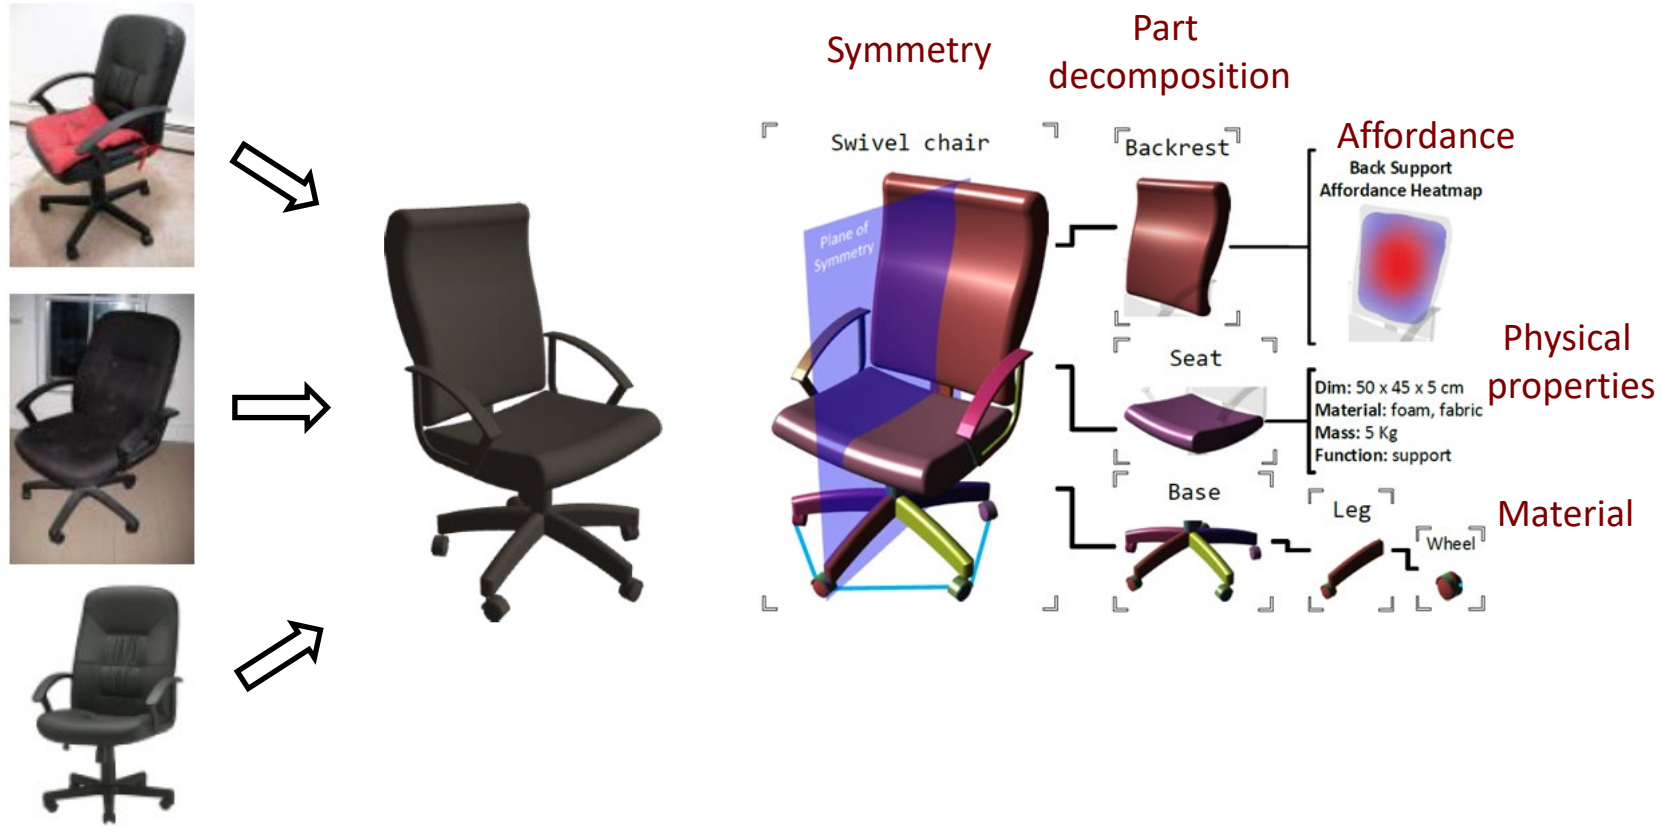 Symmetry
Part
decomposition
Swivel chair
Backrest
Affordance
Back Support
Affordance Heatmap
Plane of
Symmetry
Seat
Physical
properties
Dim: 50 x 45 x 5 cm
Material: foam, fabric
Mass: 5 Kg
Function: support
Base
Leg
Wheel
Material